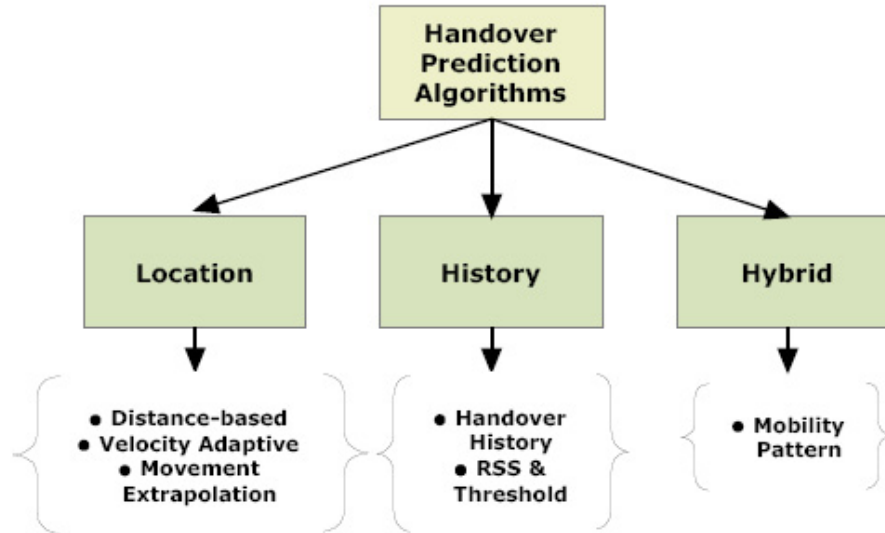 Handover
Prediction
Algorithms
Location
History
Hybrid
● Distance-based
● Velocity Adaptive
● Movement
Extrapolation
● Handover
History
● RSS &
Threshold
● Mobility
Pattern